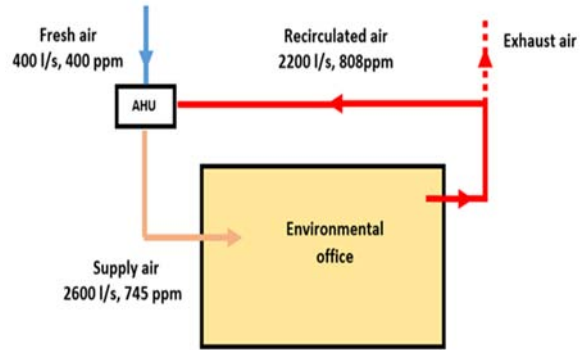 Fresh air
400 l/s, 400 ppm
Recirculated air
2200 l/s, 808ppm
Exhaust air
AHU
Environmental
office
Supply air
2600 l/s, 745 ppm